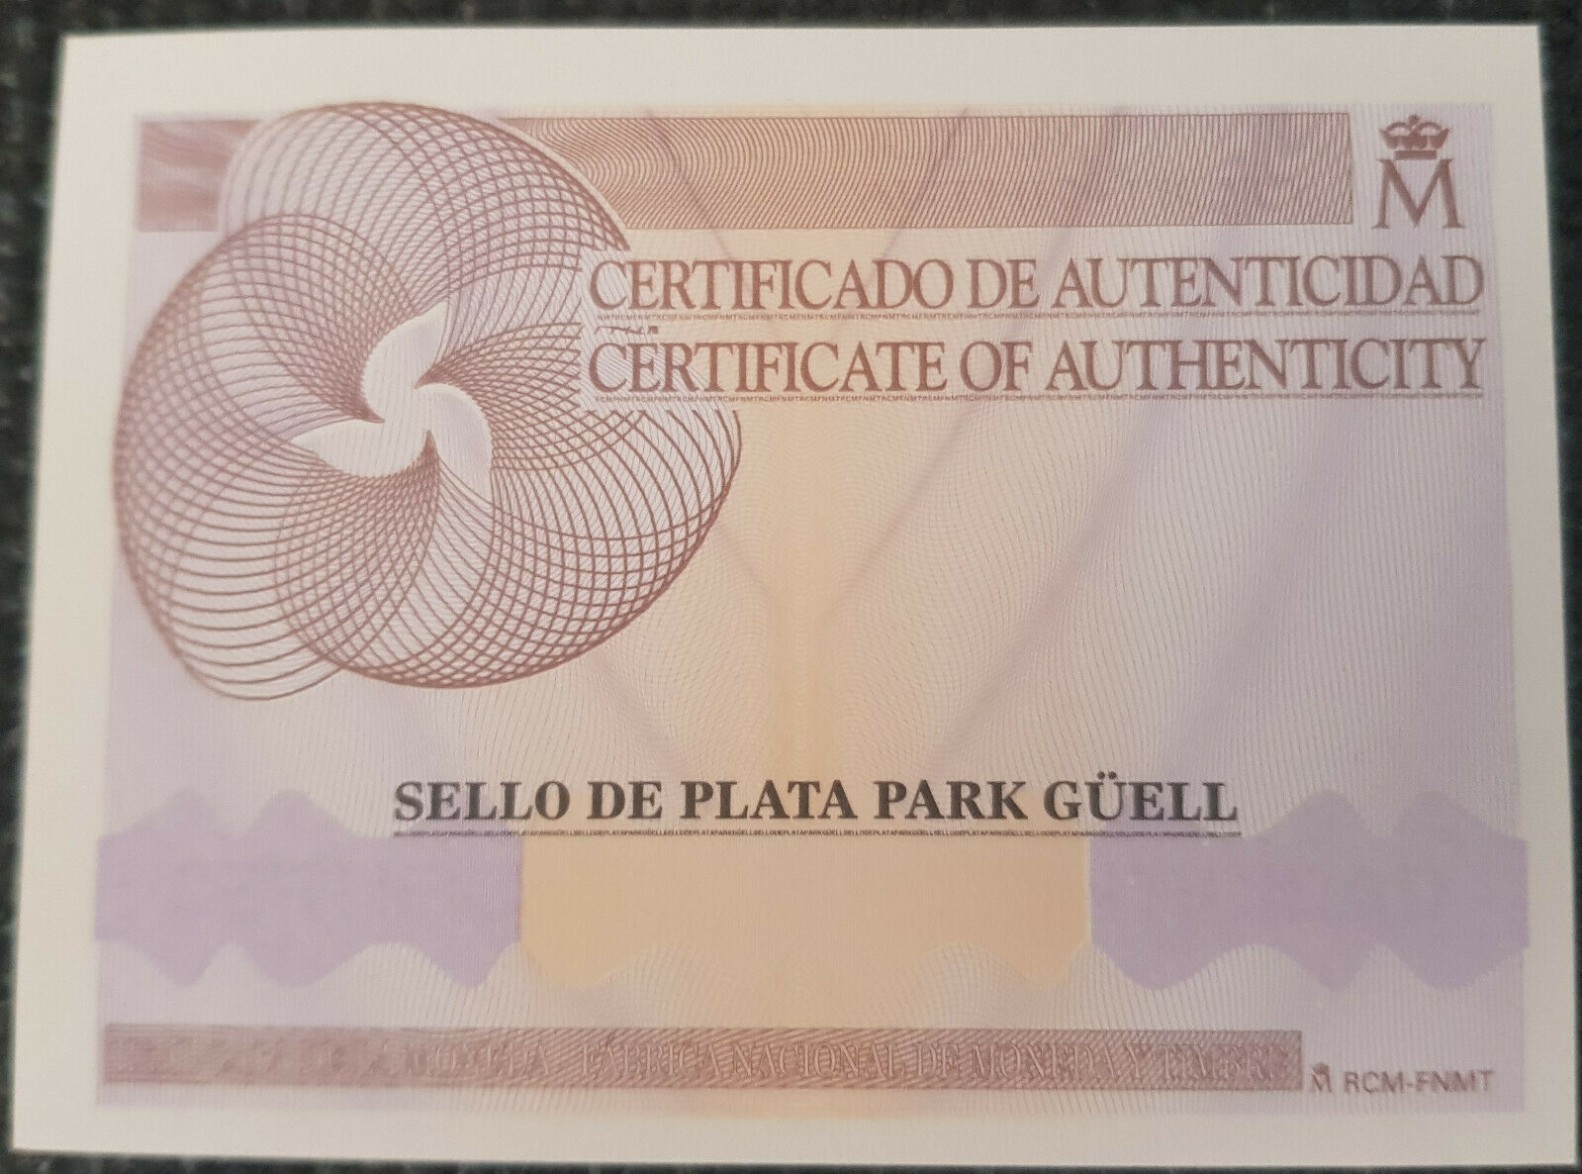 M
CERTIFICADO DE AUTENTICIDAD
CERTIFICATE OF AUTHENTICITY
SELLO DE PLATA PARK GÜELL
FÁBRICA NACIONAL DE MONEDA Y TIMBRE
M RCM-FNMT